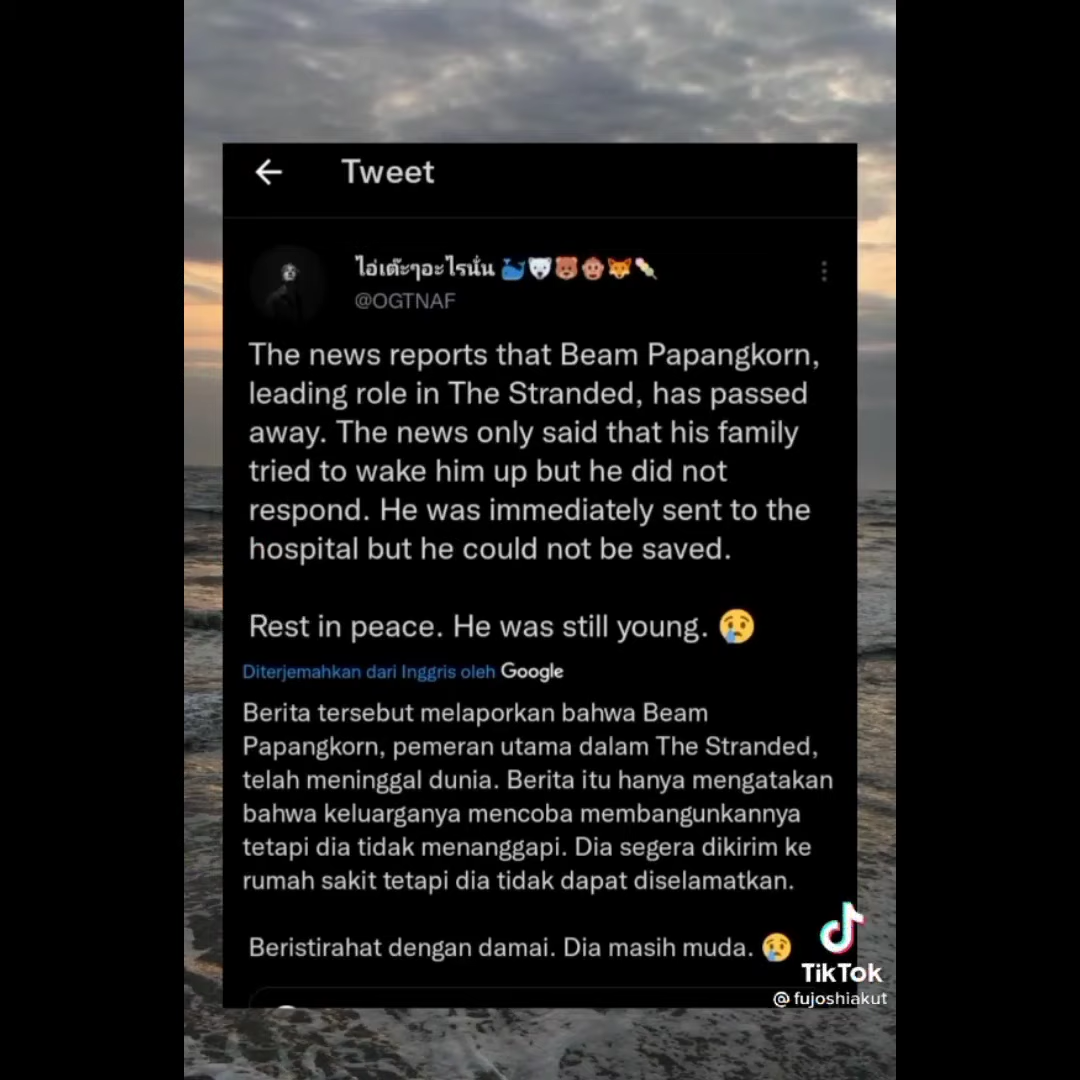 Tweet
ไอ่เต๊ะๆอะไรนั่น 🐳🐻‍❄️🐻🐵🦊🍡
@OGTNAF
The news reports that Beam Papangkorn,
leading role in The Stranded, has passed
away. The news only said that his family
tried to wake him up but he did not
respond. He was immediately sent to the
hospital but he could not be saved.
Rest in peace. He was still young. 😢
Diterjemahkan dari Inggris oleh Google
Berita tersebut melaporkan bahwa Beam
Papangkorn, pemeran utama dalam The Stranded,
telah meninggal dunia. Berita itu hanya mengatakan
bahwa keluarganya mencoba membangunkannya
tetapi dia tidak menanggapi. Dia segera dikirim ke
rumah sakit tetapi dia tidak dapat diselamatkan.
Beristirahat dengan damai. Dia masih muda. 😢
TikTok
@fujoshiakut